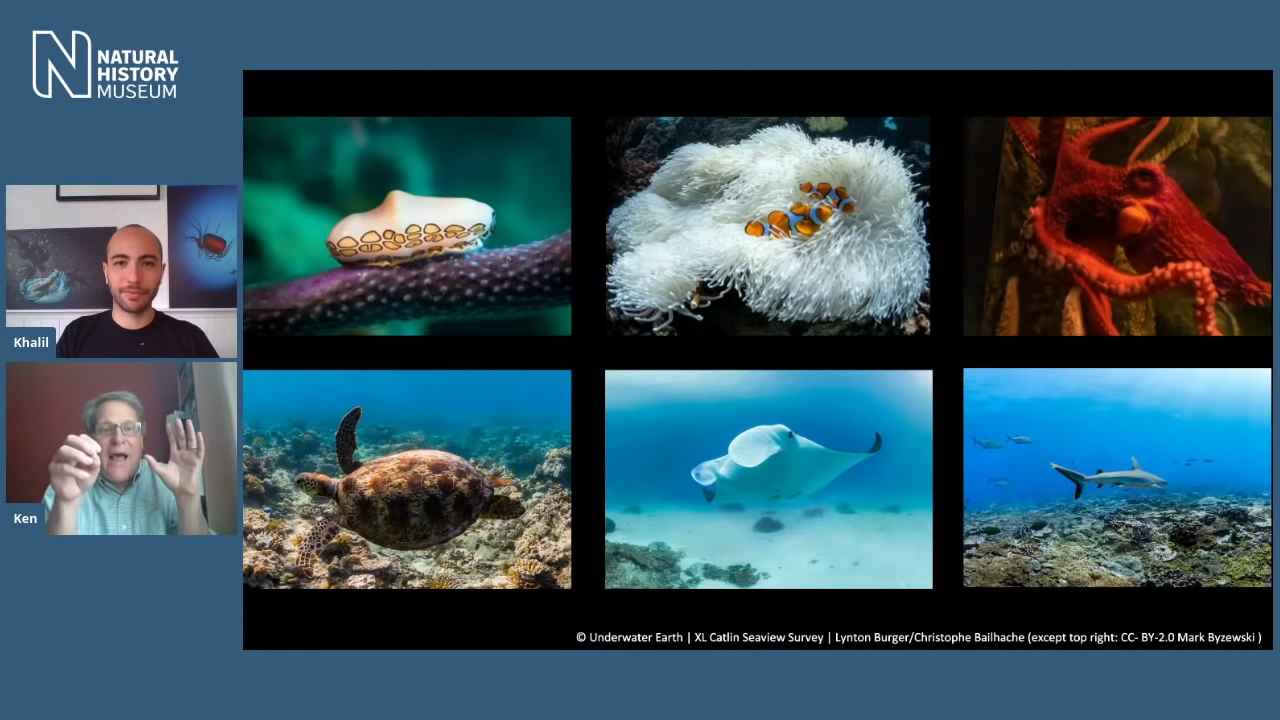 NATURAL
HISTORY
MUSEUM
Khalil
Ken
© Underwater Earth | XL Catlin Seaview Survey | Lynton Burger/Christophe Bailhache (except top right: CC- BY-2.0 Mark Byzewski )